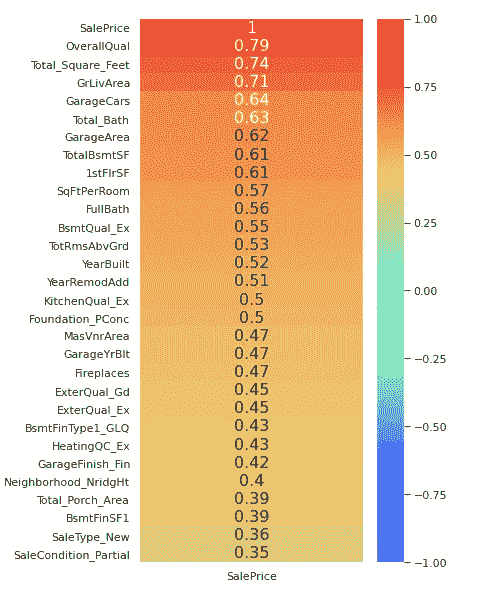 SalePrice 1
OverallQual 0.79
Total_Square_Feet 0.74
GrLivArea 0.71
GarageCars 0.64
Total_Bath 0.63
GarageArea 0.62
TotalBsmtSF 0.61
1stFlrSF 0.61
SqFtPerRoom 0.57
FullBath 0.56
BsmtQual_Ex 0.55
TotRmsAbvGrd 0.53
YearBuilt 0.52
YearRemodAdd 0.51
KitchenQual_Ex 0.5
Foundation_PConc 0.5
MasVnrArea 0.47
GarageYrBlt 0.47
Fireplaces 0.47
ExterQual_Gd 0.45
ExterQual_Ex 0.45
BsmtFinType1_GLQ 0.43
HeatingQC_Ex 0.43
GarageFinish_Fin 0.42
Neighborhood_NridgHt 0.4
Total_Porch_Area 0.39
BsmtFinSF1 0.39
SaleType_New 0.36
SaleCondition_Partial 0.35
SalePrice
1.00
0.75
0.50
0.25
0.00
−0.25
−0.50
−0.75
−1.00